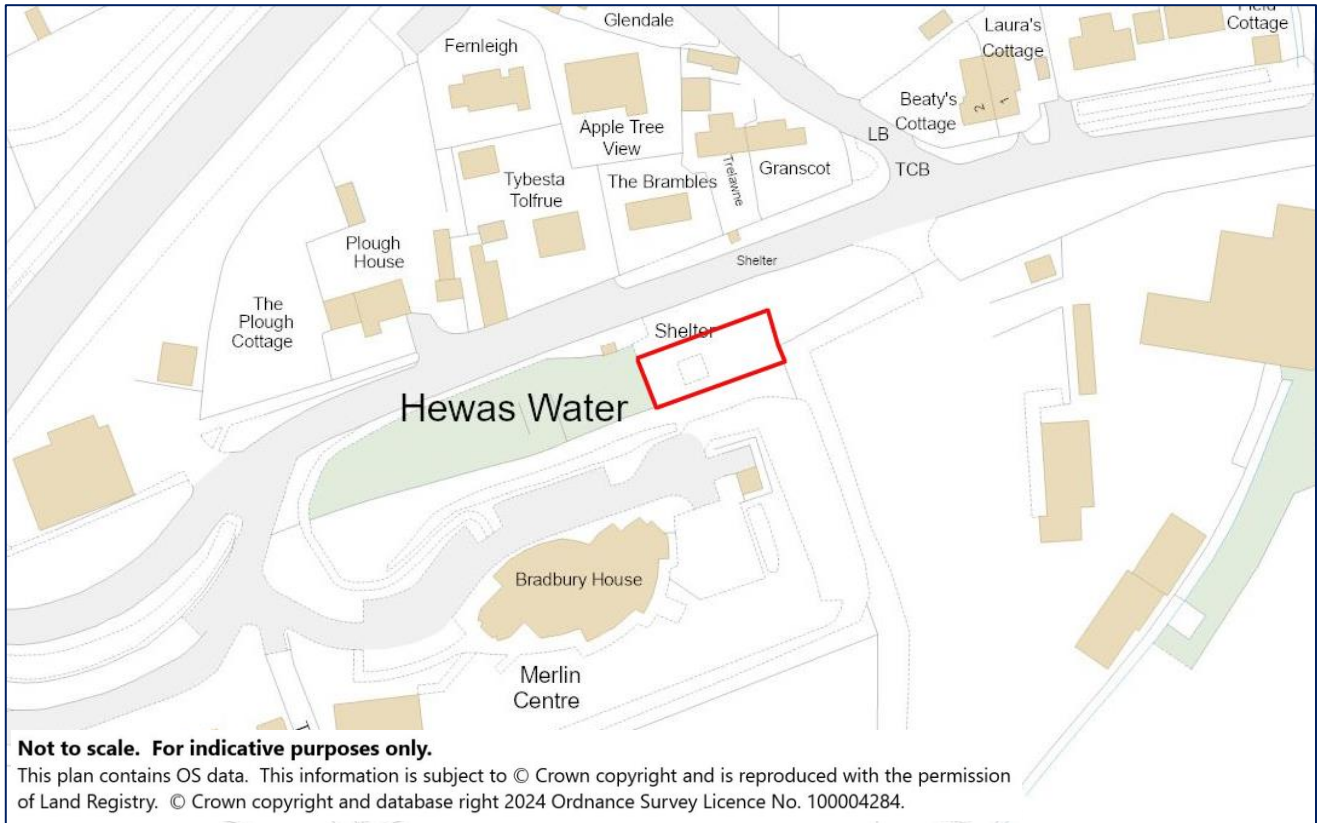 Glendale
Laura's
Cottage
Field
Cottage
Fernleigh
Beaty's
Cottage
2
1
Apple Tree
View
LB
TCB
Tybesta
Tolfrue
The Brambles
Trelawne
Granscot
Plough
House
Shelter
The
Plough
Cottage
Shelter
Hewas Water
Bradbury House
Merlin
Centre
Not to scale. For indicative purposes only.
This plan contains OS data. This information is subject to © Crown copyright and is reproduced with the permission
of Land Registry. © Crown copyright and database right 2024 Ordnance Survey Licence No. 100004284.